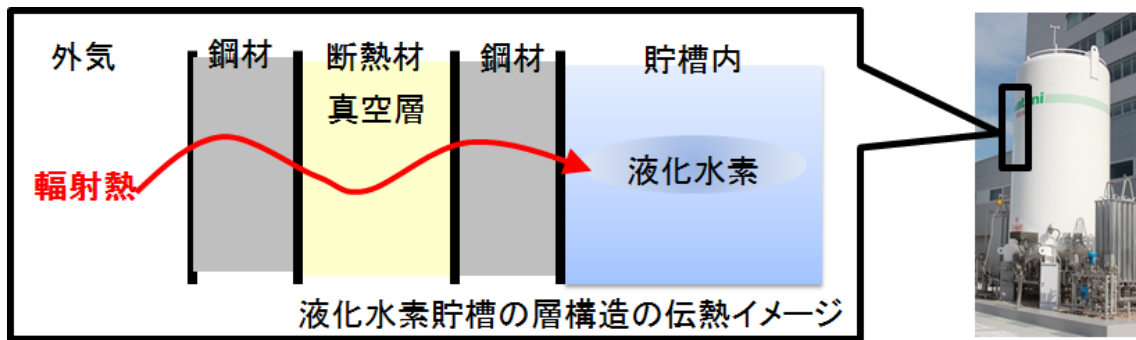 外気
鋼材
断熱材
真空層
鋼材
貯槽内
輻射熱
液化水素
液化水素貯槽の層構造の伝熱イメージ